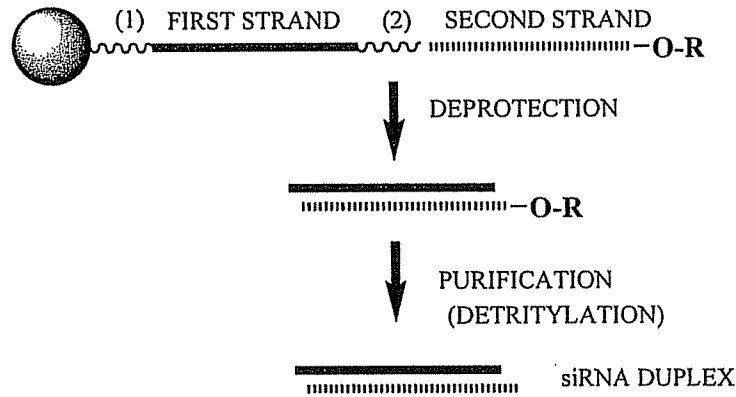 (1) FIRST STRAND (2) SECOND STRAND
-O-R
DEPROTECTION
-O-R
PURIFICATION
(DETRITYLATION)
siRNA DUPLEX